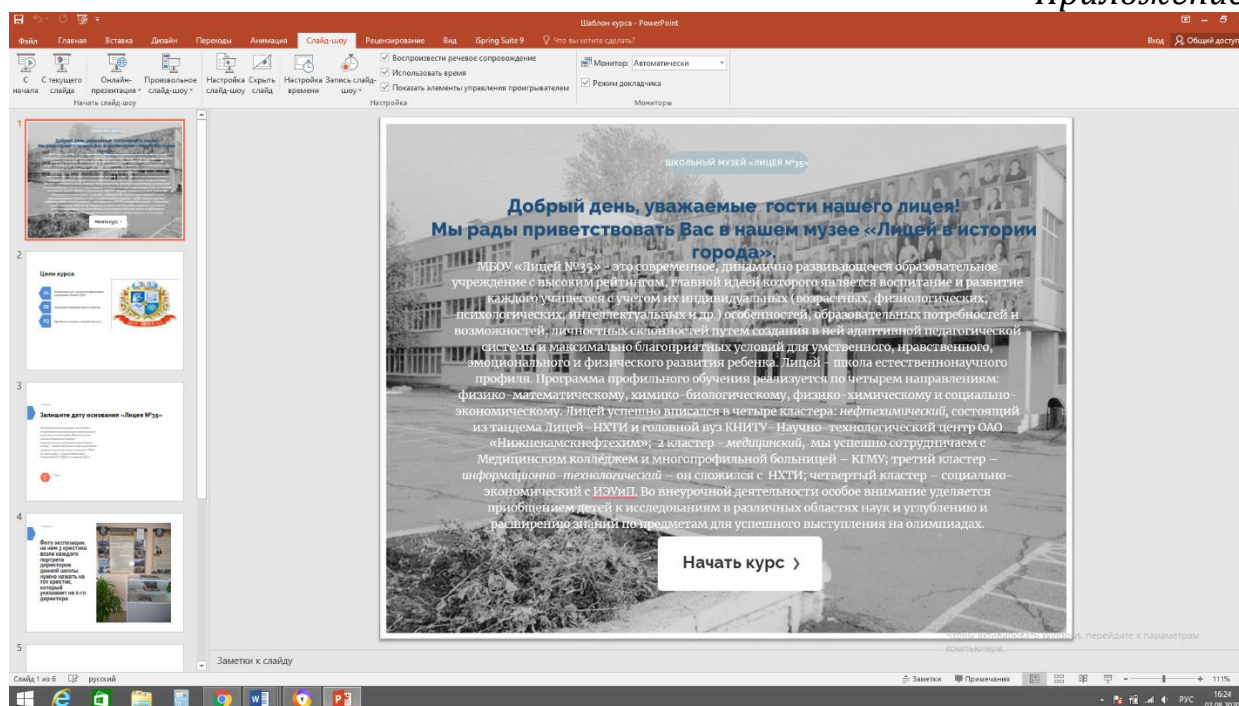 Приложение
Шаблон курса - PowerPoint
Файл Главная Вставка Дизайн Переходы Анимация Слайд-шоу Рецензирование Вид iSpring Suite 9 Что вы хотите сделать? Вход Общий доступ
С начала
С текущего слайда
Онлайн-презентация
Произвольное слайд-шоу
Настройка слайд-шоу
Скрыть слайд
Настройка времени
Запись слайд-шоу
Воспроизвести речевое сопровождение
Использовать время
Показать элементы управления проигрывателем
Монитор: Автоматически
Режим докладчика
Начать слайд-шоу Настройка Мониторы
1
2
Цели курса
3
Запишите дату основания «Лицея №35»
4
Фото экспозиции,
на нем 3 крестика
возле каждого
портрета
директоров
данной школы,
нужно нажать на
тот крестик,
который
указывает на 1-го
директора
5
ШКОЛЬНЫЙ МУЗЕЙ «ЛИЦЕЯ №35»
Добрый день, уважаемые гости нашего лицея!
Мы рады приветствовать Вас в нашем музее «Лицей в истории
города».
МБОУ «Лицей №35» - это современное, динамично развивающееся образовательное
учреждение с высоким рейтингом, главной идеей которого является воспитание и развитие
каждого учащегося с учетом их индивидуальных (возрастных, физиологических,
психологических, интеллектуальных и др.) особенностей, образовательных потребностей и
возможностей, личностных склонностей путем создания в ней адаптивной педагогической
системы и максимально благоприятных условий для умственного, нравственного,
эмоционального и физического развития ребенка. Лицей – школа естественнонаучного
профиля. Программа профильного обучения реализуется по четырем направлениям:
физико-математическому, химико-биологическому, физико-химическому и социально-
экономическому. Лицей успешно вписался в четыре кластера: нефтехимический, состоящий
из тандема Лицей–НХТИ и головной вуз КНИТУ–Научно-технологический центр ОАО
«Нижнекамскнефтехим»; 2 кластер –медицинский, мы успешно сотрудничаем с
Медицинским колледжем и многопрофильной больницей – КГМУ; третий кластер –
информационно-технологический – он сложился с НХТИ; четвертый кластер – социально-
экономический с ИЭУиП. Во внеурочной деятельности особое внимание уделяется
приобщением детей к исследованиям в различных областях наук и углублению и
расширению знаний по предметам для успешного выступления на олимпиадах.
Начать курс
Чтобы активировать Windows, перейдите к параметрам
компьютера.
Заметки к слайду
Слайд 1 из 6 русский Заметки Примечания 111%
РУС 16:24